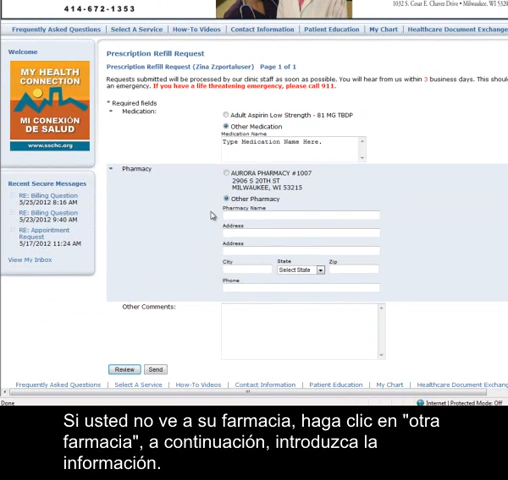 414-672-1353
1032 S. Cesar E. Chavez Drive • Milwaukee, WI 5320
Frequently Asked Questions | Select A Service | How-To Videos | Contact Information | Patient Education | My Chart | Healthcare Document Exchange
Welcome
MY HEALTH
CONNECTION
MI CONEXIÓN
DE SALUD
www.sschc.org
Recent Secure Messages
RE: Billing Question
5/25/2012 8:16 AM
RE: Billing Question
5/23/2012 9:40 AM
RE: Appointment
Request
5/17/2012 11:24 AM
View My Inbox
Prescription Refill Request
Prescription Refill Request (Zina Zzportaluser) Page 1 of 1
Requests submitted will be processed by our clinic staff as soon as possible. You will hear from us within 3 business days. This shou
an emergency. If you have a life threatening emergency, please call 911.
* Required fields
* Medication:
Adult Aspirin Low Strength - 81 MG TBDP
Other Medication
Medication Name
Type Medication Name Here.
* Pharmacy
AURORA PHARMACY #1007
2906 S 20TH ST
MILWAUKEE, WI 53215
Other Pharmacy
Pharmacy Name
Address
Address
City State Zip
Select State
Phone
Other Comments:
Review Send
Frequently Asked Questions | Select A Service | How-To Videos | Contact Information | Patient Education | My Chart | Healthcare Document Exchang
Done
Internet | Protected Mode: Off
Si usted no ve a su farmacia, haga clic en "otra
farmacia", a continuación, introduzca la
información.